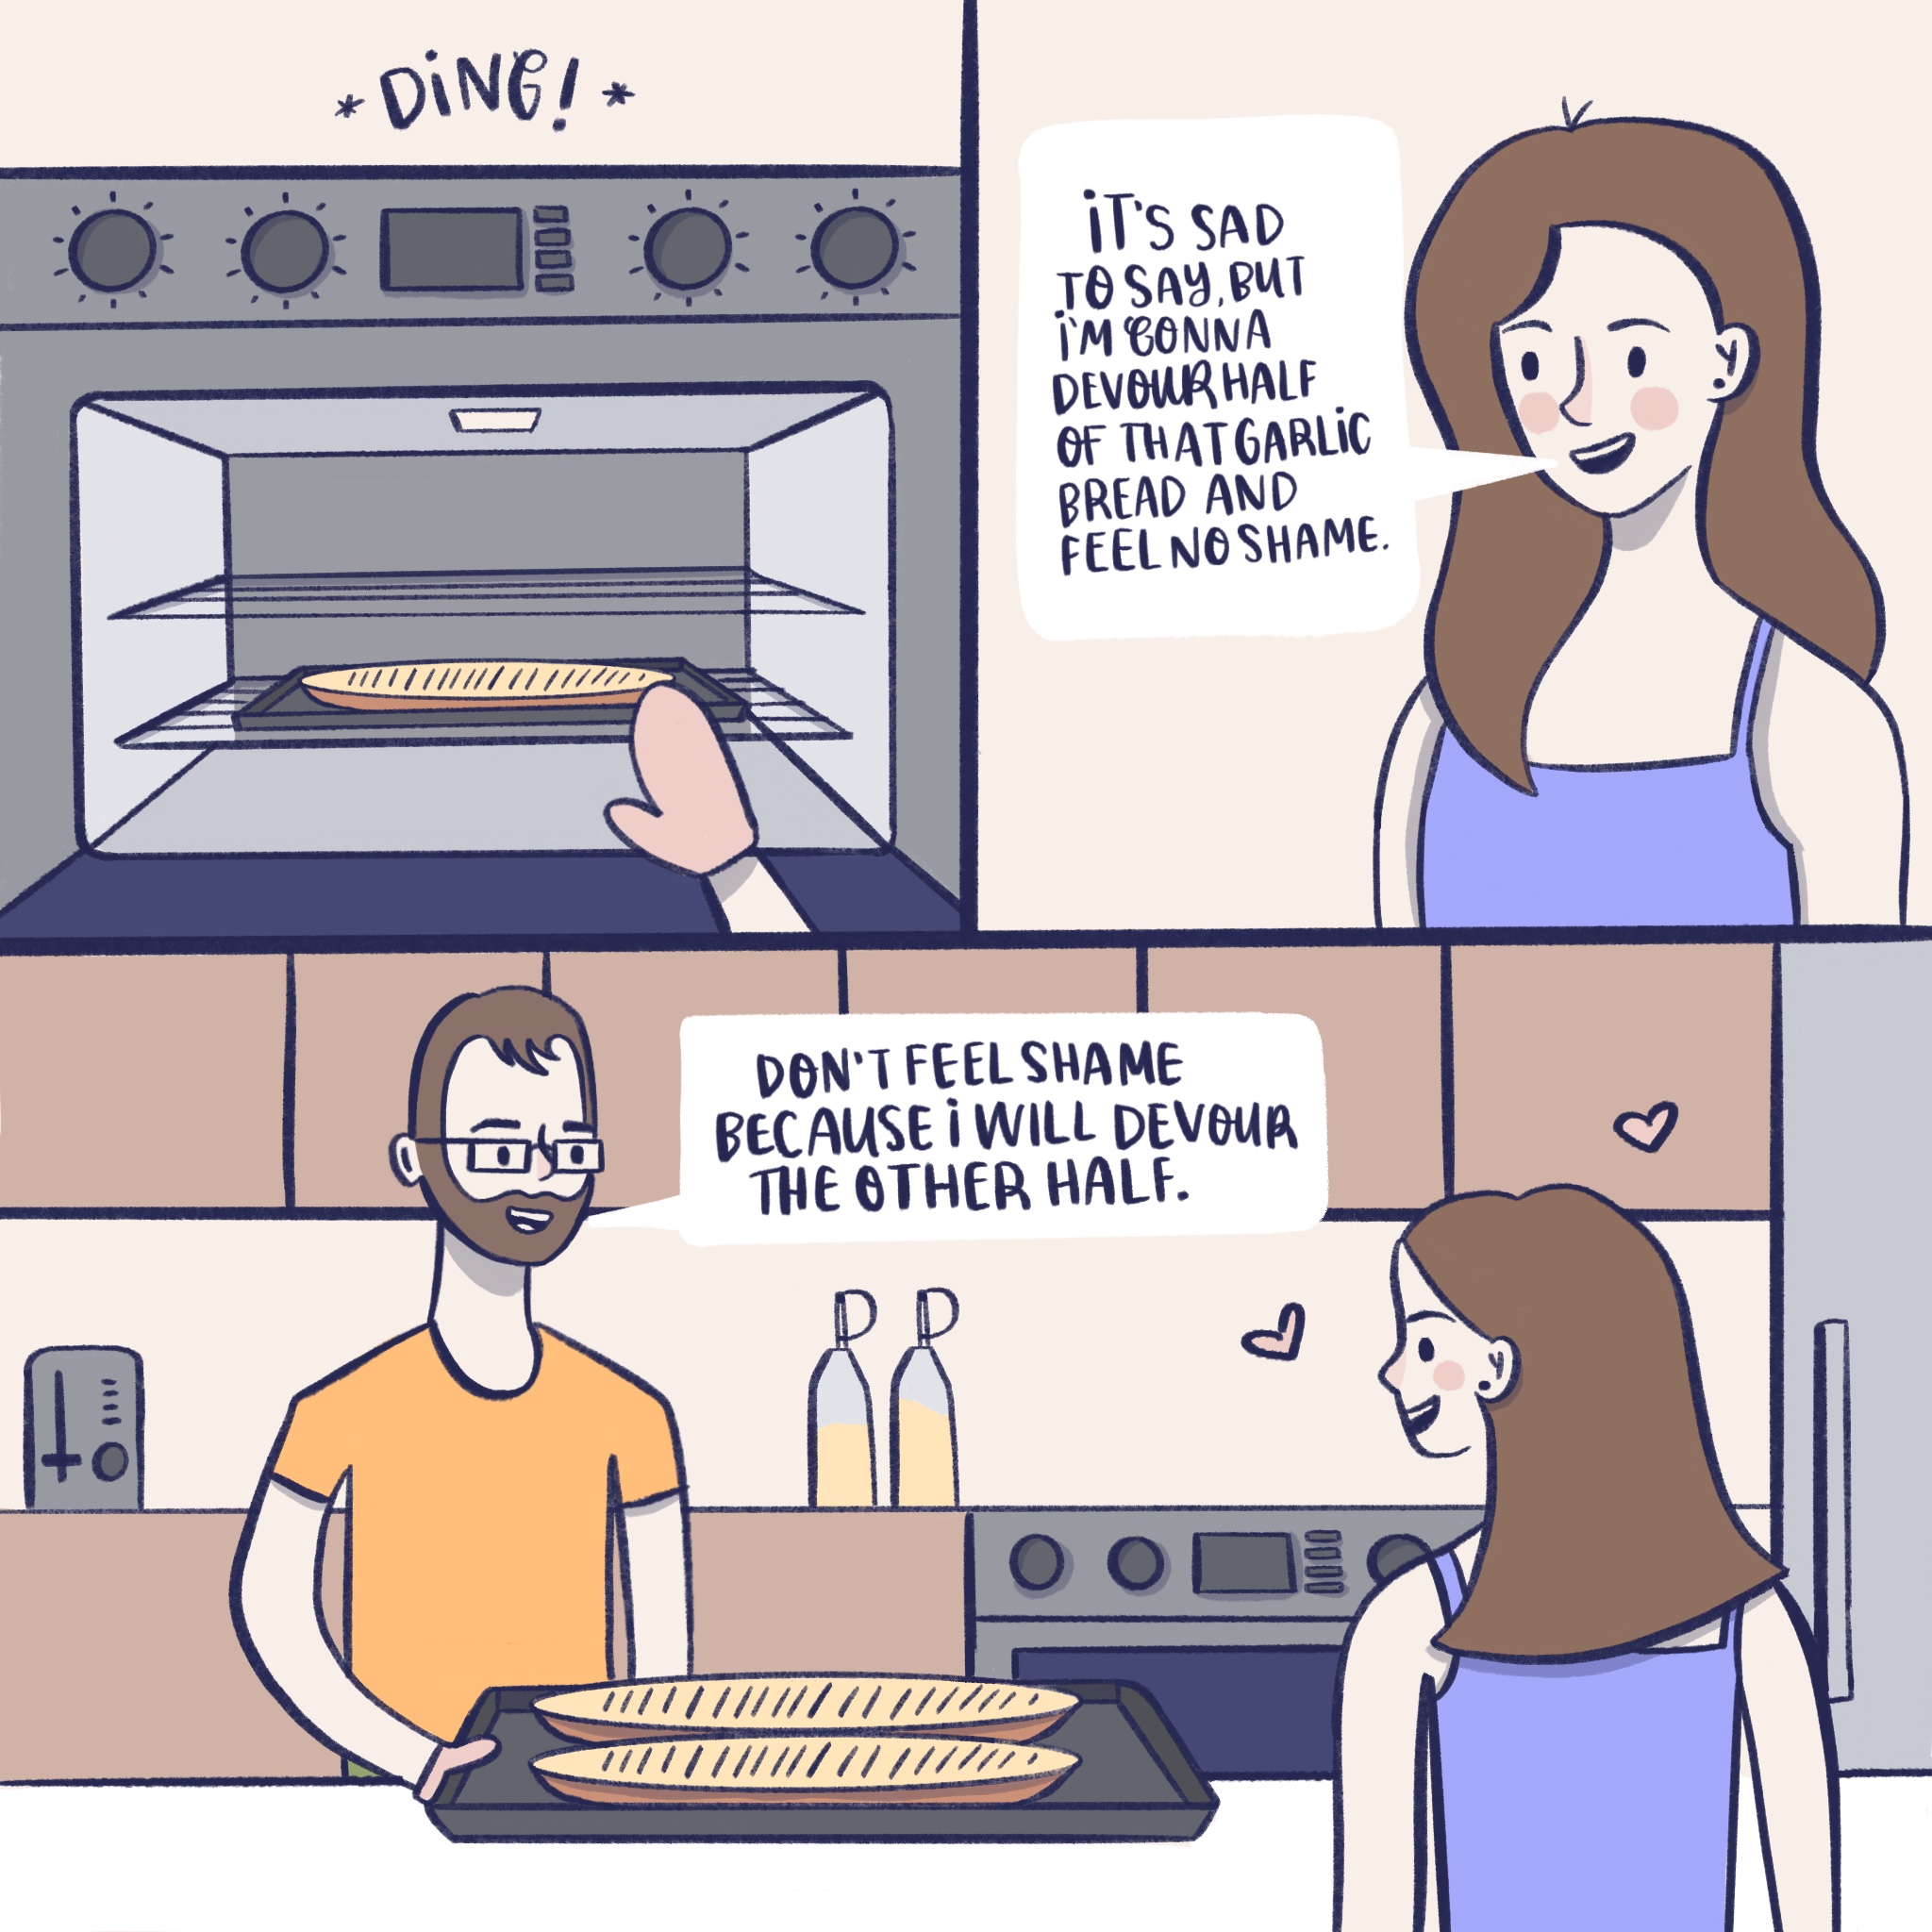 *DiNG!*
iT'S SAD
TO SAY, BUT
i'M GONNA
DEVOUR HALF
OF THAT GARLiC
BREAD AND
FEEL NO SHAME.
DON'T FEEL SHAME
BECAUSE i WILL DEVOUR
THE OTHER HALF.